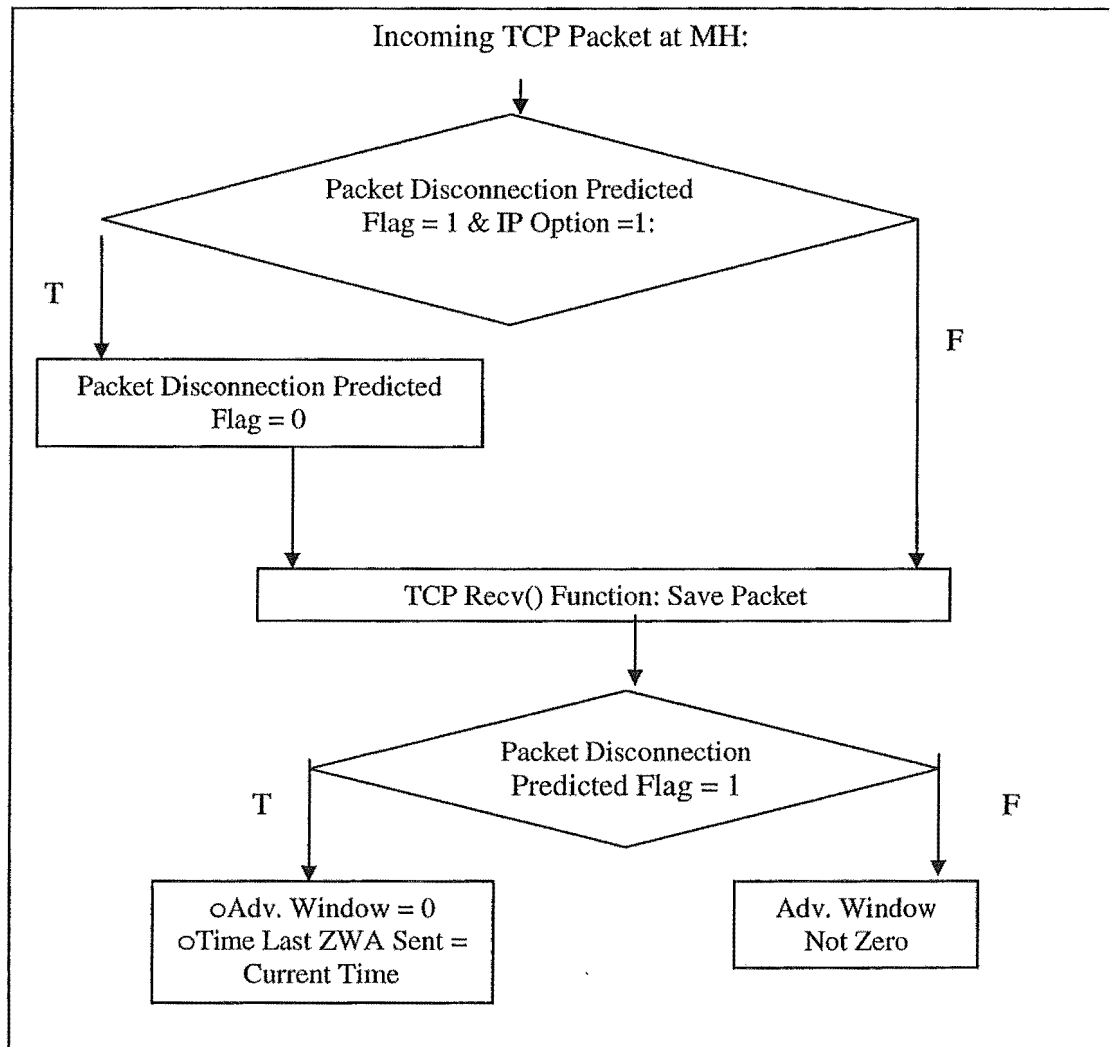 Incoming TCP Packet at MH:
Packet Disconnection Predicted
Flag = 1 & IP Option =1:
T
F
Packet Disconnection Predicted
Flag = 0
TCP Recv() Function: Save Packet
Packet Disconnection
Predicted Flag = 1
T
F
oAdv. Window = 0
oTime Last ZWA Sent =
Current Time
Adv. Window
Not Zero